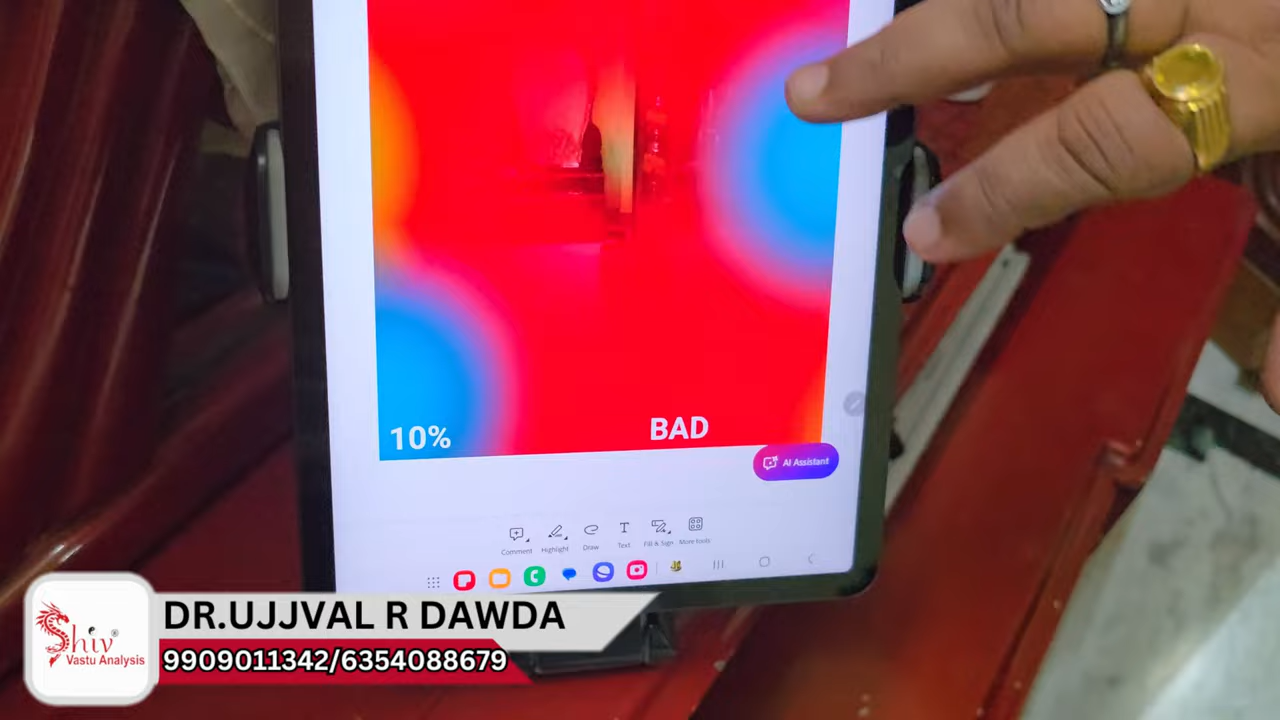 10%
BAD
AI Assistant
Comment
Highlight
Draw
Text
Fill & Sign
More tools
Shiv®
Vastu Analysis
DR.UJJVAL R DAWDA
9909011342/6354088679